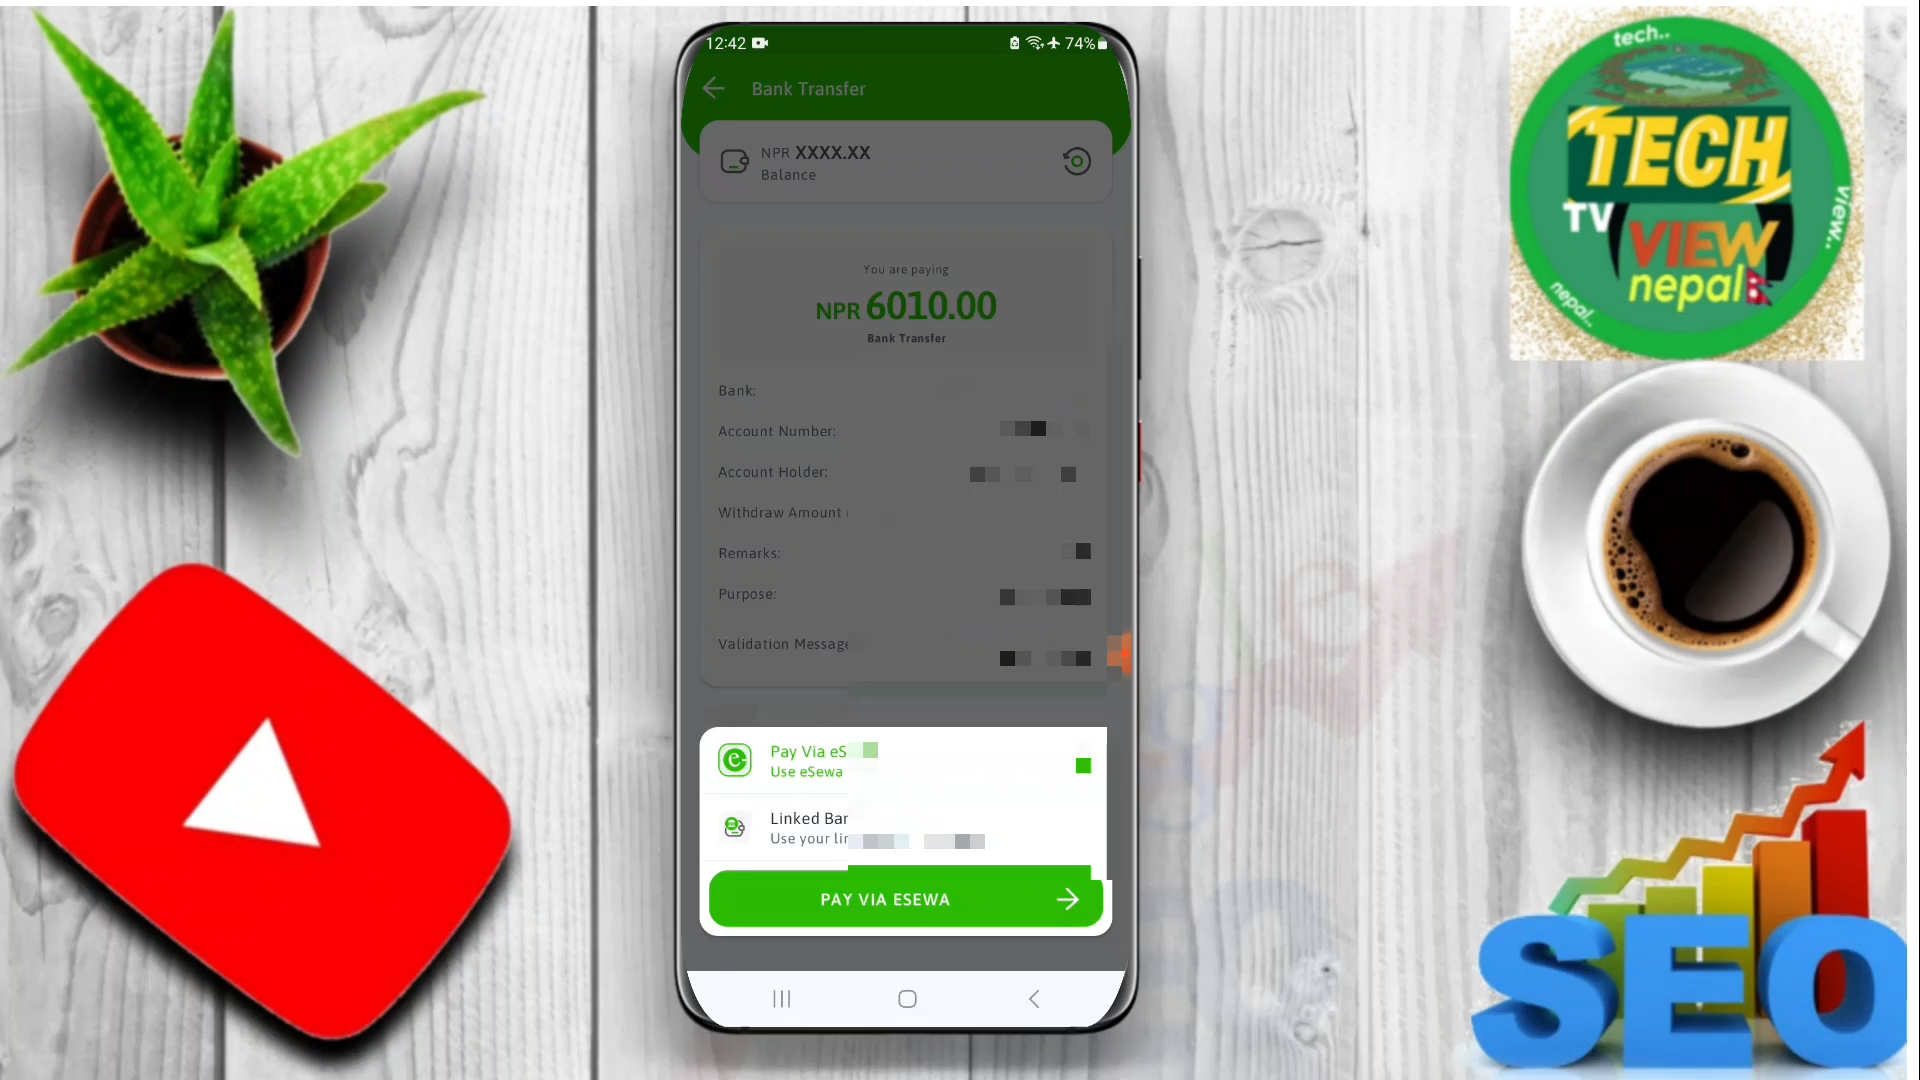 12:42
74%
Bank Transfer
NPR XXXX.XX
Balance
You are paying
NPR 6010.00
Bank Transfer
Bank:
Account Number:
Account Holder:
Withdraw Amount
Remarks:
Purpose:
Validation Message
Pay Via eS
Use eSewa
Linked Ban
Use your lin
PAY VIA ESEWA
tech..
TECH
TV
VIEW
nepal
view..
nepal..
SEO